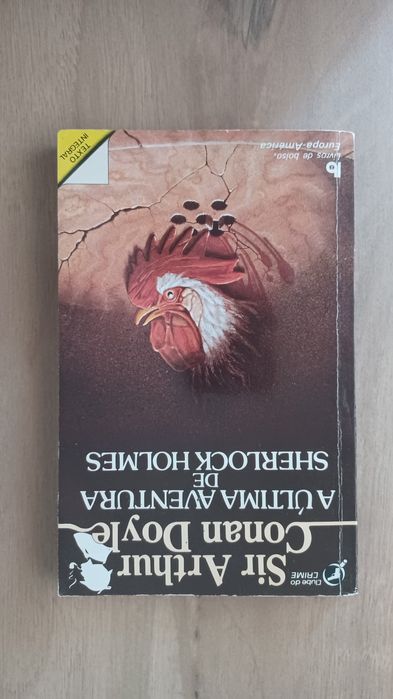 Clube do
CRIME
Sir Arthur
Conan Doyle
A ÚLTIMA AVENTURA
DE
SHERLOCK HOLMES
Livros de bolso.
Europa-América
TEXTO
INTEGRAL